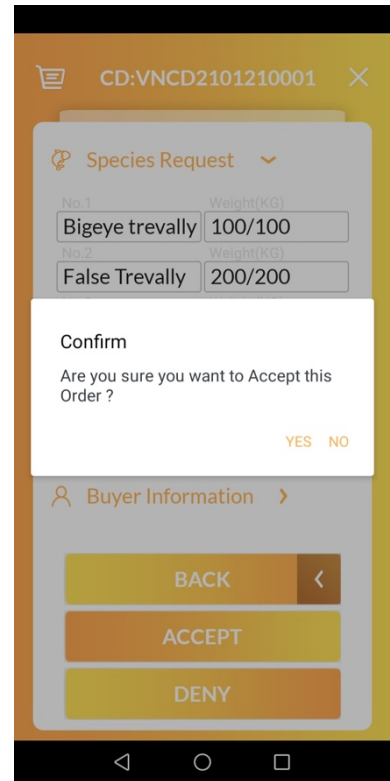 CD:VNCD2101210001
Species Request
No.1 Weight(KG)
Bigeye trevally 100/100
No.2 Weight(KG)
False Trevally 200/200
Confirm
Are you sure you want to Accept this
Order ?
YES NO
Buyer Information
BACK
ACCEPT
DENY